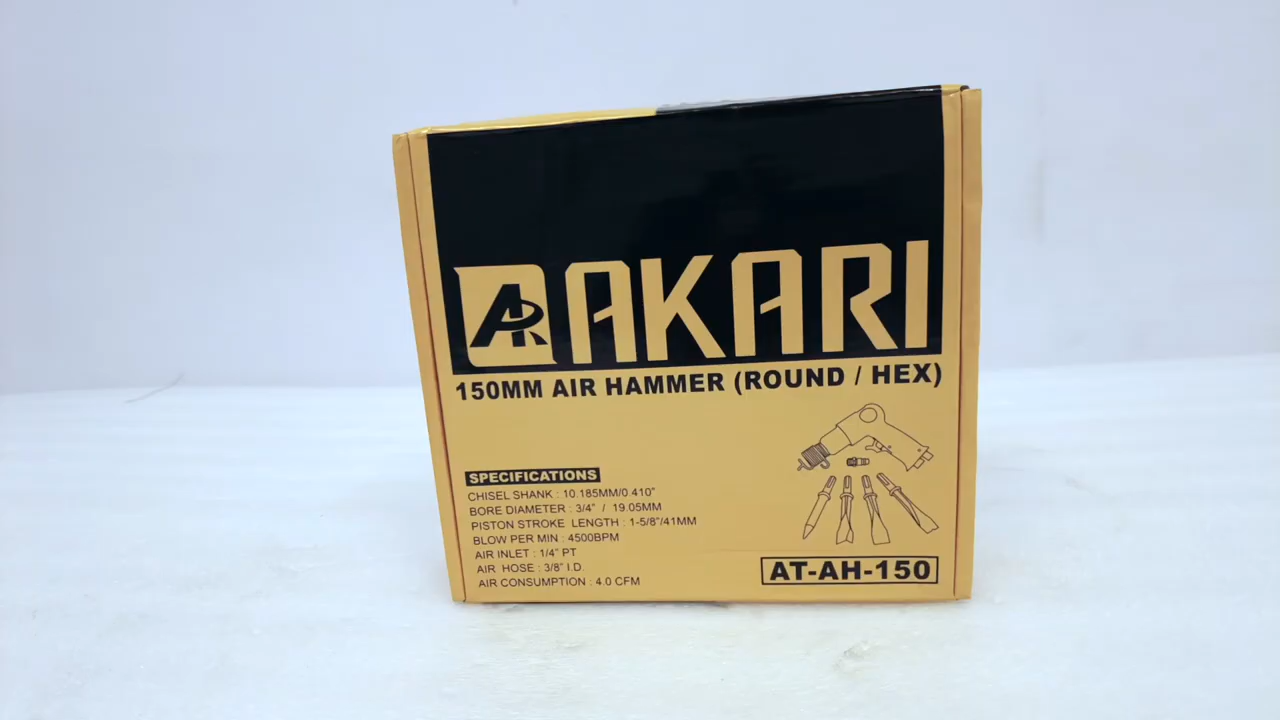 AR AKARI
150MM AIR HAMMER (ROUND / HEX)
SPECIFICATIONS
CHISEL SHANK : 10.185MM/0.410"
BORE DIAMETER : 3/4" / 19.05MM
PISTON STROKE LENGTH : 1-5/8"/41MM
BLOW PER MIN : 4500BPM
AIR INLET : 1/4" PT
AIR HOSE : 3/8" I.D.
AIR CONSUMPTION : 4.0 CFM
AT-AH-150